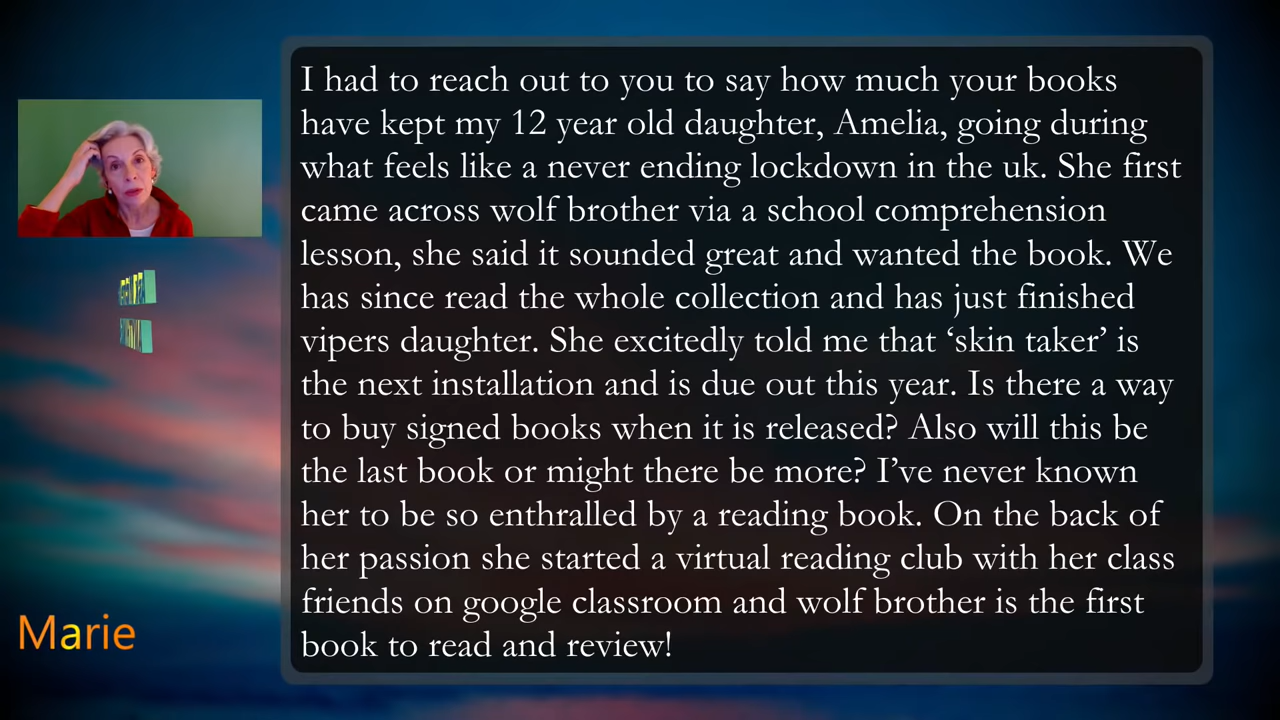 I had to reach out to you to say how much your books
have kept my 12 year old daughter, Amelia, going during
what feels like a never ending lockdown in the uk. She first
came across wolf brother via a school comprehension
lesson, she said it sounded great and wanted the book. We
has since read the whole collection and has just finished
vipers daughter. She excitedly told me that ‘skin taker’ is
the next installation and is due out this year. Is there a way
to buy signed books when it is released? Also will this be
the last book or might there be more? I’ve never known
her to be so enthralled by a reading book. On the back of
her passion she started a virtual reading club with her class
friends on google classroom and wolf brother is the first
book to read and review!
Marie